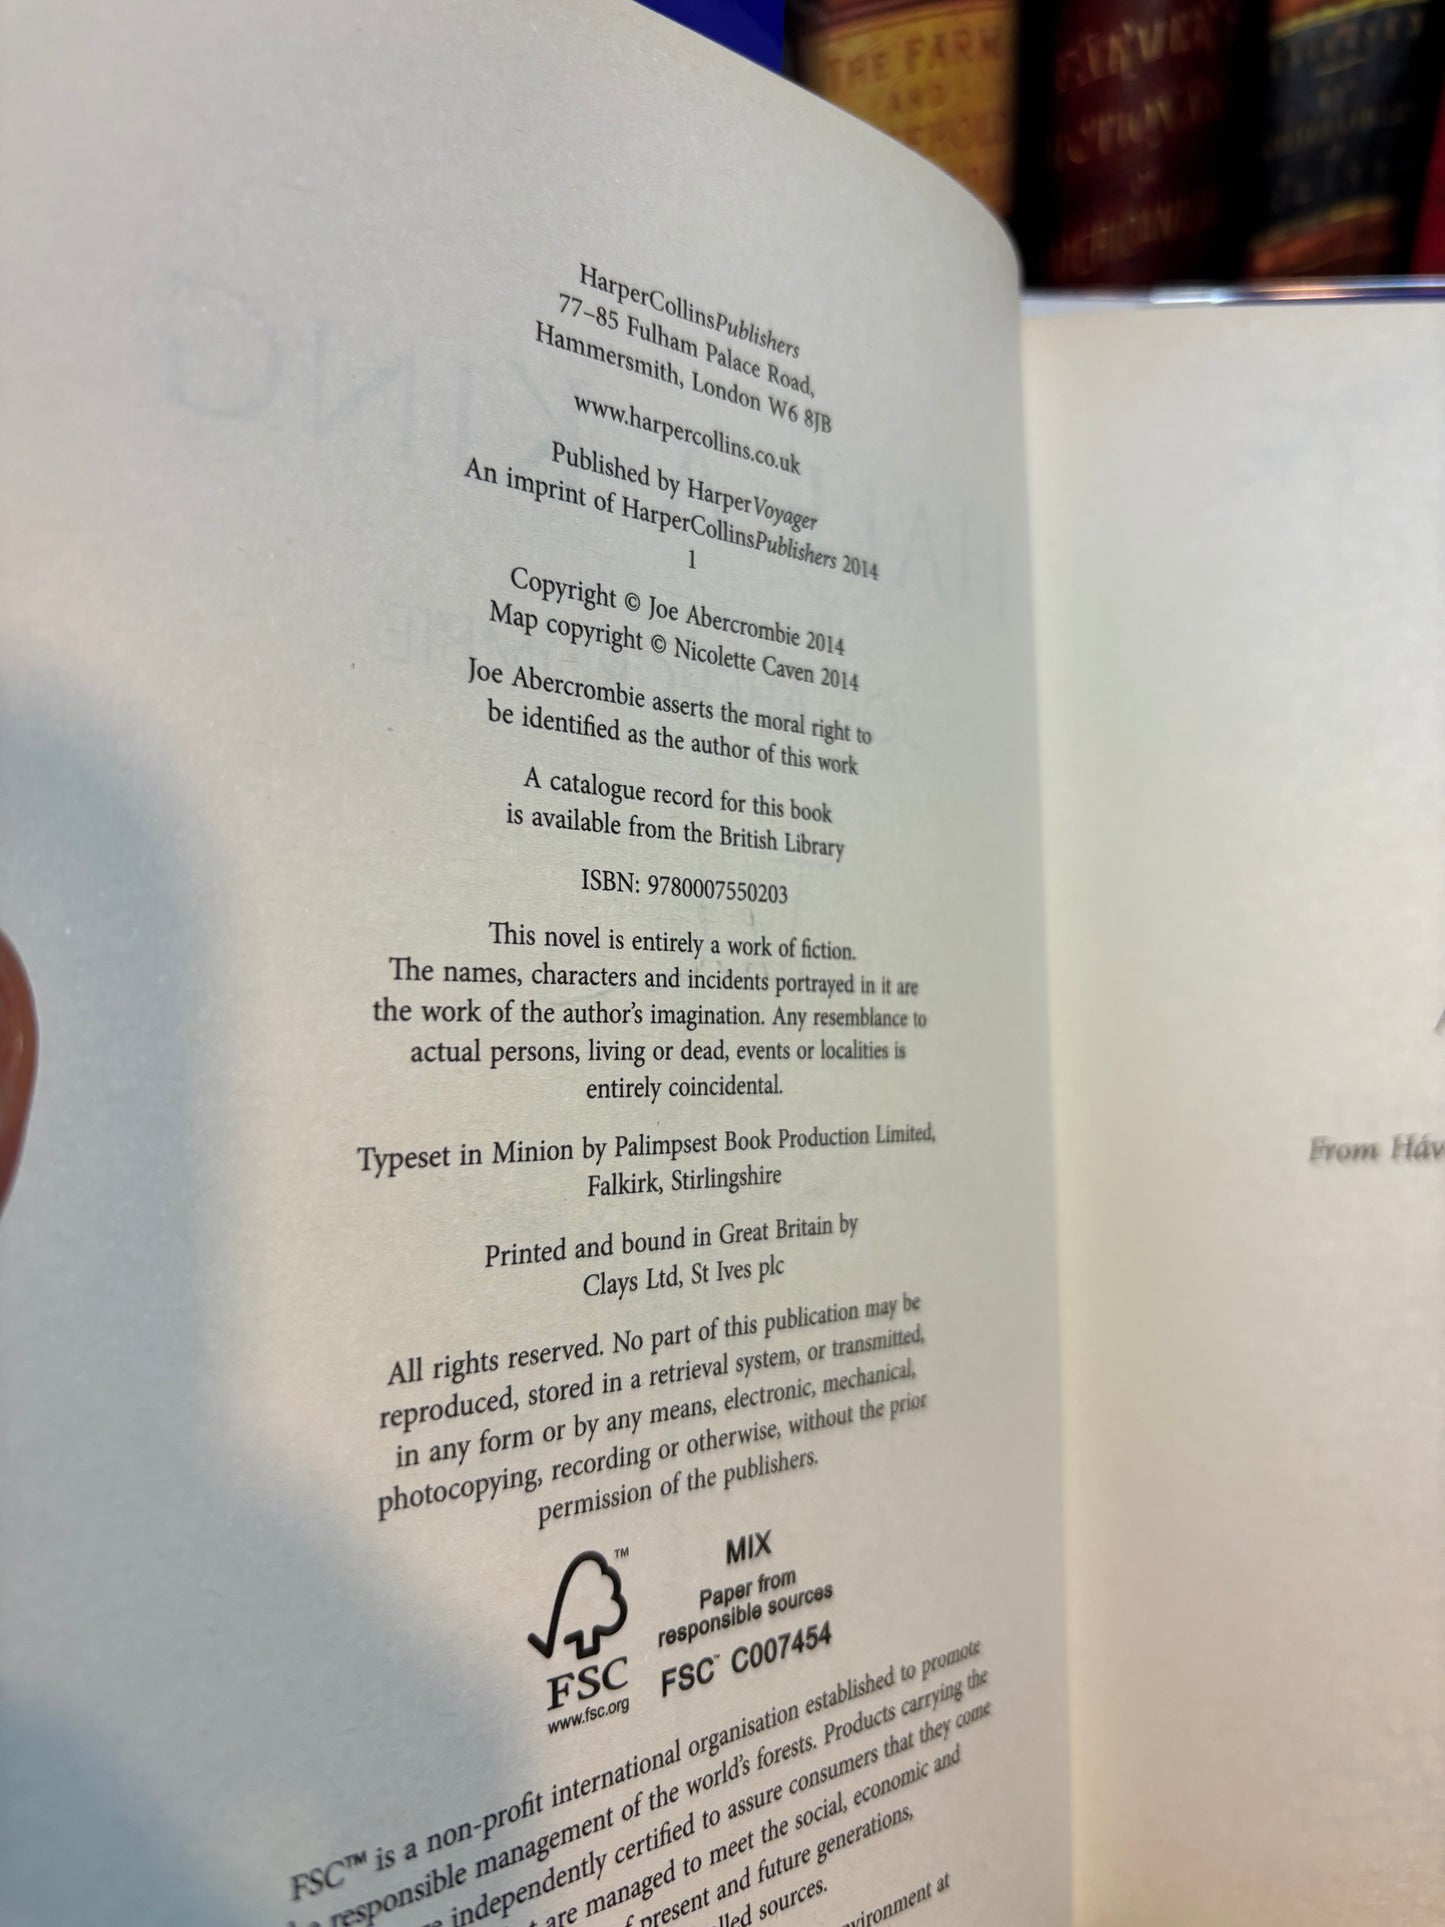 THE FARM
AND
HarperCollinsPublishers
77–85 Fulham Palace Road,
Hammersmith, London W6 8JB
www.harpercollins.co.uk
Published by HarperVoyager
An imprint of HarperCollinsPublishers 2014
1
Copyright © Joe Abercrombie 2014
Map copyright © Nicolette Caven 2014
Joe Abercrombie asserts the moral right to
be identified as the author of this work
A catalogue record for this book
is available from the British Library
ISBN: 9780007550203
This novel is entirely a work of fiction.
The names, characters and incidents portrayed in it are
the work of the author's imagination. Any resemblance to
actual persons, living or dead, events or localities is
entirely coincidental.
Typeset in Minion by Palimpsest Book Production Limited,
Falkirk, Stirlingshire
Printed and bound in Great Britain by
Clays Ltd, St Ives plc
All rights reserved. No part of this publication may be
reproduced, stored in a retrieval system, or transmitted,
in any form or by any means, electronic, mechanical,
photocopying, recording or otherwise, without the prior
permission of the publishers.
TM
FSC
www.fsc.org
MIX
Paper from
responsible sources
FSC™ C007454
FSC™ is a non-profit international organisation established to promote
responsible management of the world's forests. Products carrying the
independently certified to assure consumers that they come
are managed to meet the social, economic and
present and future generations,
sources.
at
From